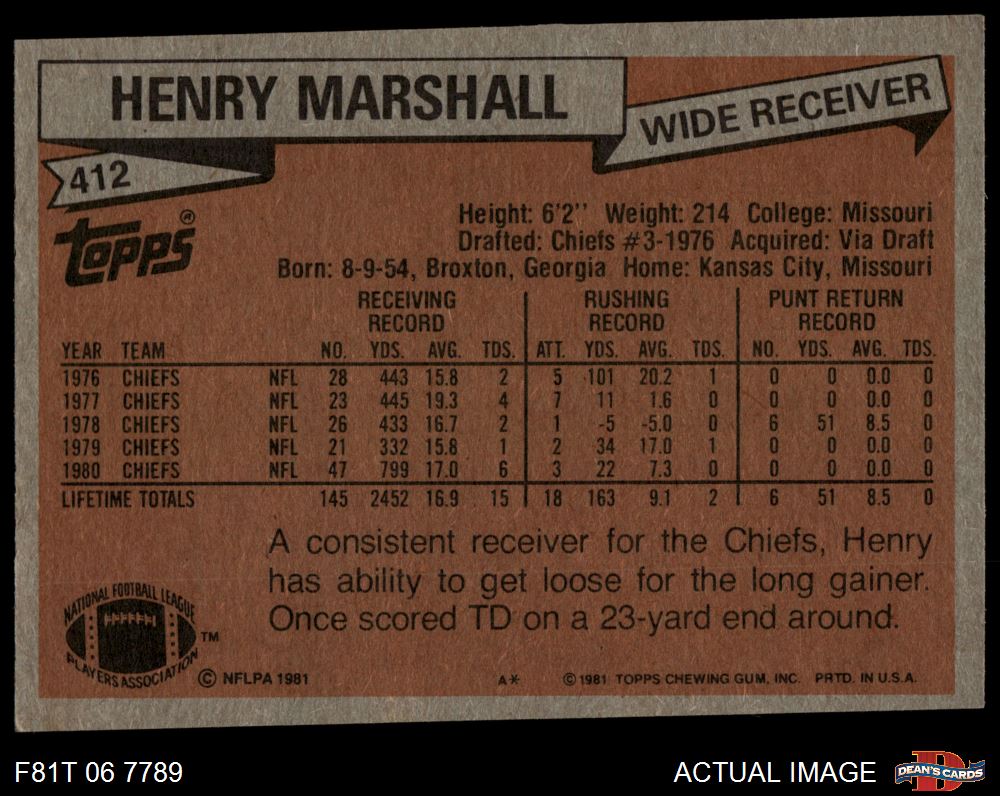 HENRY MARSHALL
WIDE RECEIVER
412
topps®
Height: 6'2'' Weight: 214 College: Missouri
Drafted: Chiefs #3-1976 Acquired: Via Draft
Born: 8-9-54, Broxton, Georgia Home: Kansas City, Missouri
RECEIVING RECORD RUSHING RECORD PUNT RETURN RECORD
YEAR TEAM NO. YDS. AVG. TDS. ATT. YDS. AVG. TDS. NO. YDS. AVG. TDS.
1976 CHIEFS NFL 28 443 15.8 2 5 101 20.2 1 0 0 0.0 0
1977 CHIEFS NFL 23 445 19.3 4 7 11 1.6 0 0 0 0.0 0
1978 CHIEFS NFL 26 433 16.7 2 1 -5 -5.0 0 6 51 8.5 0
1979 CHIEFS NFL 21 332 15.8 1 2 34 17.0 1 0 0 0.0 0
1980 CHIEFS NFL 47 799 17.0 6 3 22 7.3 0 0 0 0.0 0
LIFETIME TOTALS 145 2452 16.9 15 18 163 9.1 2 6 51 8.5 0
A consistent receiver for the Chiefs, Henry
has ability to get loose for the long gainer.
Once scored TD on a 23-yard end around.
NATIONAL FOOTBALL LEAGUE
PLAYERS ASSOCIATION
TM
© NFLPA 1981 A* © 1981 TOPPS CHEWING GUM, INC. PRTD. IN U.S.A.
F81T 06 7789
ACTUAL IMAGE
D
DEAN'S CARDS